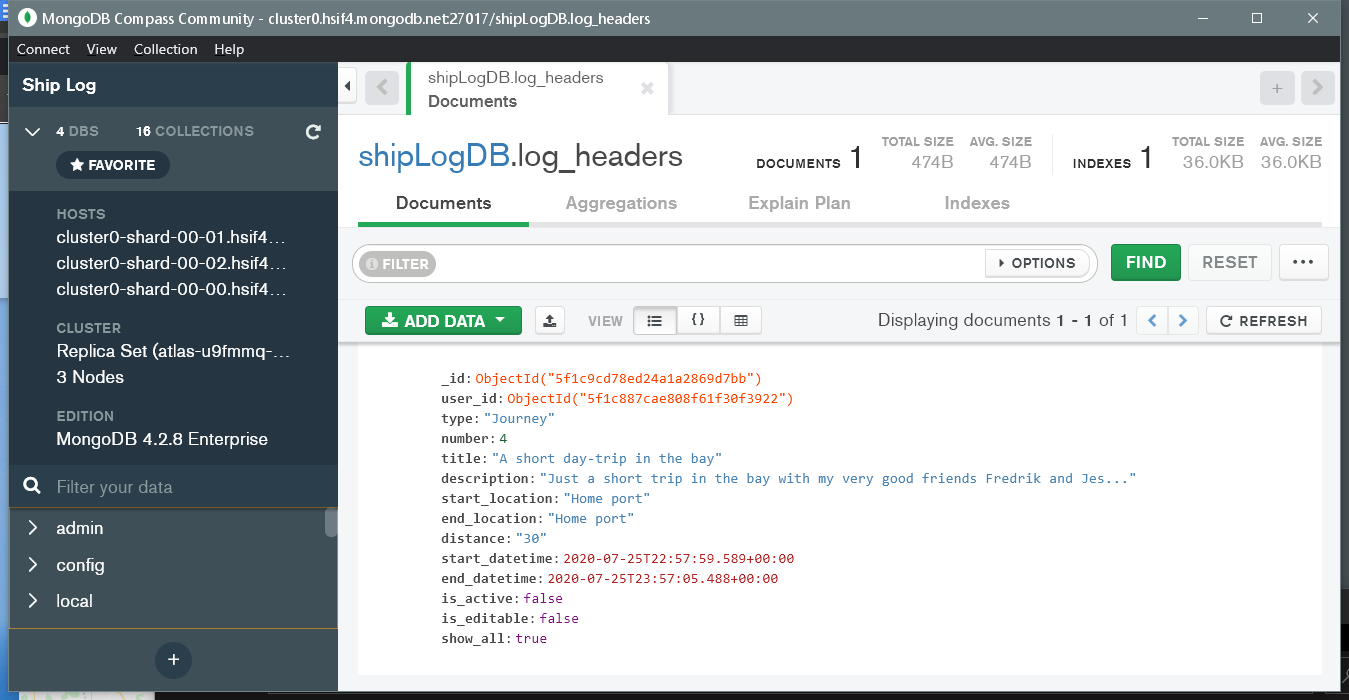 MongoDB Compass Community - cluster0.hsif4.mongodb.net:27017/shipLogDB.log_headers
Connect View Collection Help
Ship Log
4 DBS 16 COLLECTIONS
FAVORITE
HOSTS
cluster0-shard-00-01.hsif4...
cluster0-shard-00-02.hsif4...
cluster0-shard-00-00.hsif4...
CLUSTER
Replica Set (atlas-u9fmmq-...
3 Nodes
EDITION
MongoDB 4.2.8 Enterprise
Filter your data
admin
config
local
+
shipLogDB.log_headers
Documents
+
shipLogDB.log_headers
DOCUMENTS 1
TOTAL SIZE
474B
AVG. SIZE
474B
INDEXES 1
TOTAL SIZE
36.0KB
AVG. SIZE
36.0KB
Documents Aggregations Explain Plan Indexes
FILTER
OPTIONS
FIND
RESET
...
ADD DATA
VIEW
{}
Displaying documents 1 - 1 of 1
REFRESH
_id: ObjectId("5f1c9cd78ed24a1a2869d7bb")
user_id: ObjectId("5f1c887cae808f61f30f3922")
type: "Journey"
number: 4
title: "A short day-trip in the bay"
description: "Just a short trip in the bay with my very good friends Fredrik and Jes..."
start_location: "Home port"
end_location: "Home port"
distance: "30"
start_datetime: 2020-07-25T22:57:59.589+00:00
end_datetime: 2020-07-25T23:57:05.488+00:00
is_active: false
is_editable: false
show_all: true